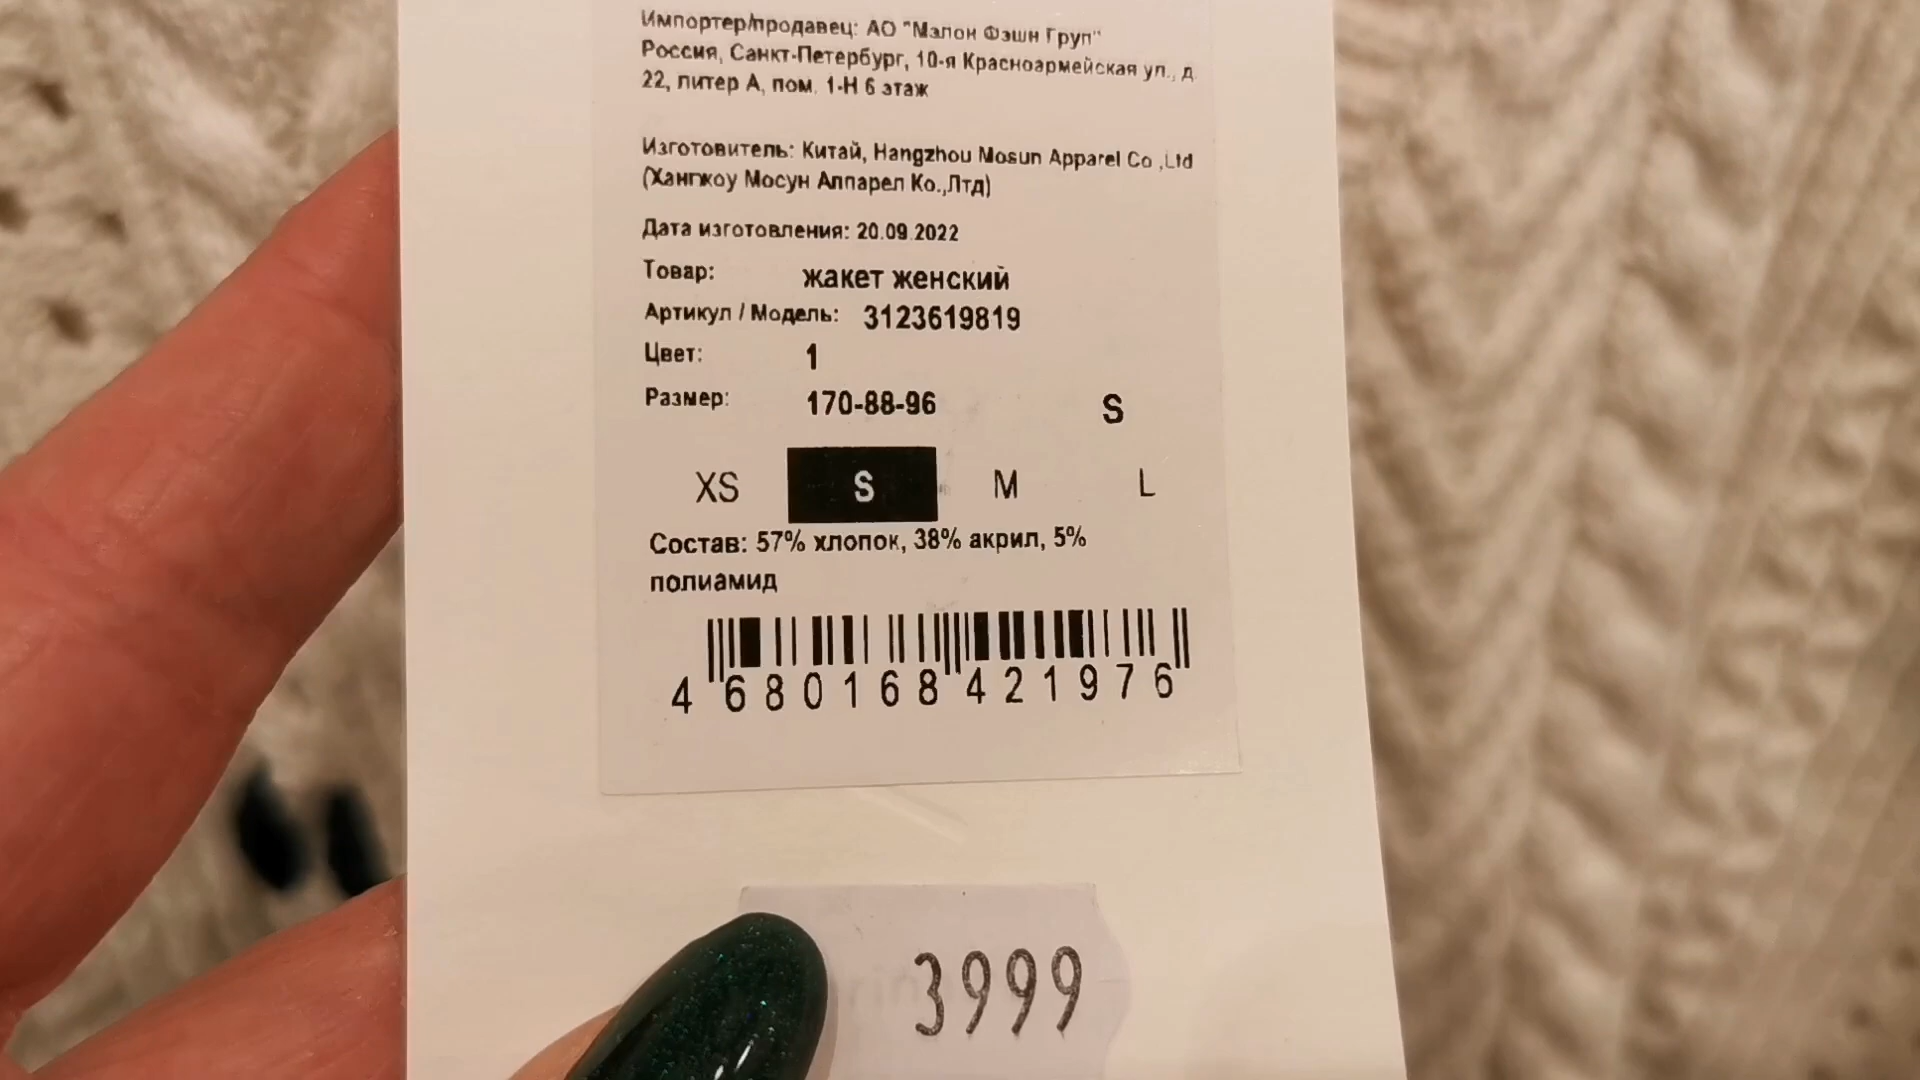 Импортер/продавец: АО "Мэлон Фэшн Груп"
Россия, Санкт-Петербург, 10-я Красноармейская ул., д.
22, литер А, пом. 1-Н 6 этаж
Изготовитель: Китай, Hangzhou Mosun Apparel Co.,Ltd
(Хангжоу Мосун Аппарел Ко.,Лтд)
Дата изготовления: 20.09.2022
Товар: жакет женский
Артикул / Модель: 3123619819
Цвет: 1
Размер: 170-88-96 S
XS S M L
Состав: 57% хлопок, 38% акрил, 5%
полиамид
4 680168 421976
3999